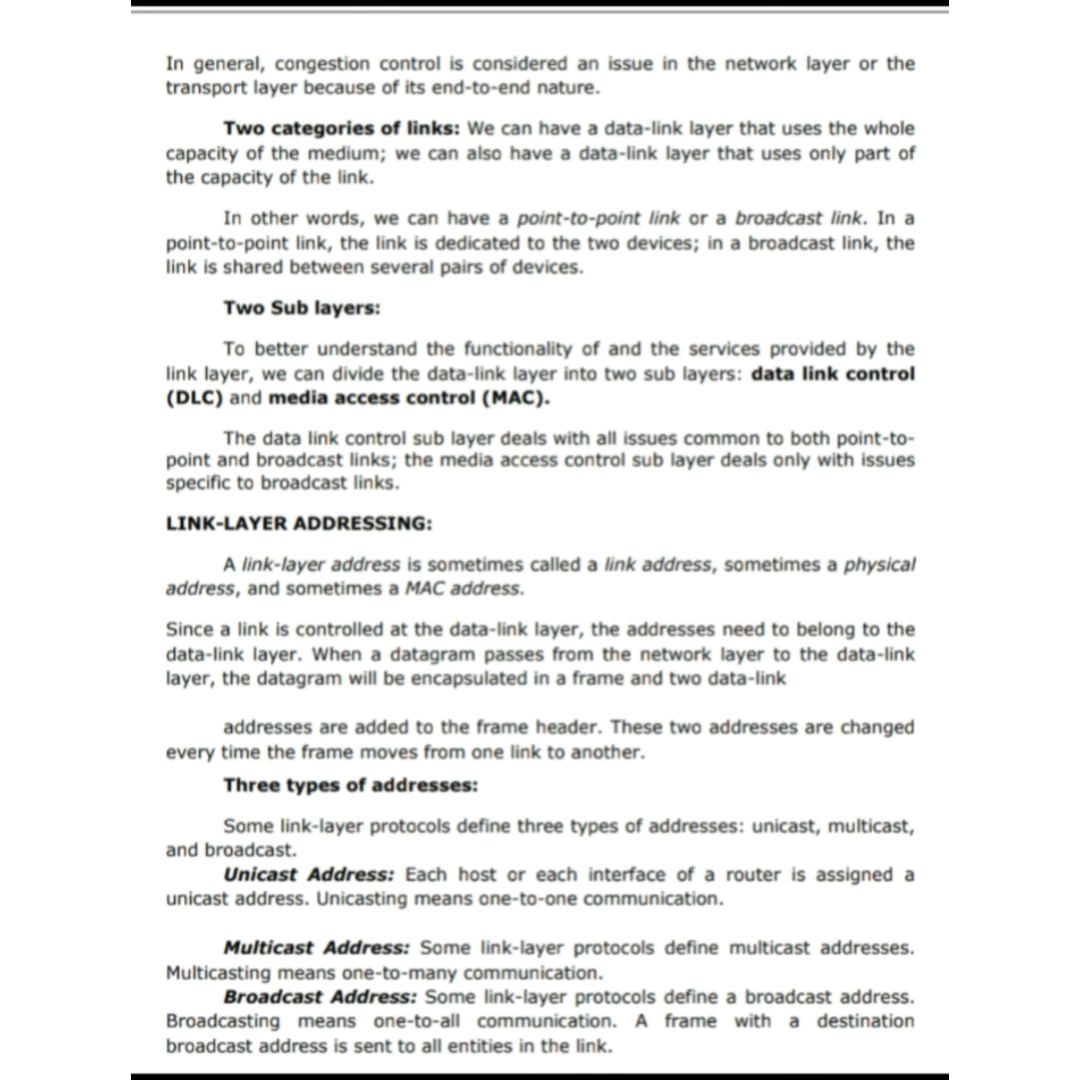 In general, congestion control is considered an issue in the network layer or the
transport layer because of its end-to-end nature.
Two categories of links: We can have a data-link layer that uses the whole
capacity of the medium; we can also have a data-link layer that uses only part of
the capacity of the link.
In other words, we can have a point-to-point link or a broadcast link. In a
point-to-point link, the link is dedicated to the two devices; in a broadcast link, the
link is shared between several pairs of devices.
Two Sub layers:
To better understand the functionality of and the services provided by the
link layer, we can divide the data-link layer into two sub layers: data link control
(DLC) and media access control (MAC).
The data link control sub layer deals with all issues common to both point-to-
point and broadcast links; the media access control sub layer deals only with issues
specific to broadcast links.
LINK-LAYER ADDRESSING:
A link-layer address is sometimes called a link address, sometimes a physical
address, and sometimes a MAC address.
Since a link is controlled at the data-link layer, the addresses need to belong to the
data-link layer. When a datagram passes from the network layer to the data-link
layer, the datagram will be encapsulated in a frame and two data-link
addresses are added to the frame header. These two addresses are changed
every time the frame moves from one link to another.
Three types of addresses:
Some link-layer protocols define three types of addresses: unicast, multicast,
and broadcast.
Unicast Address: Each host or each interface of a router is assigned a
unicast address. Unicasting means one-to-one communication.
Multicast Address: Some link-layer protocols define multicast addresses.
Multicasting means one-to-many communication.
Broadcast Address: Some link-layer protocols define a broadcast address.
Broadcasting means one-to-all communication. A frame with a destination
broadcast address is sent to all entities in the link.